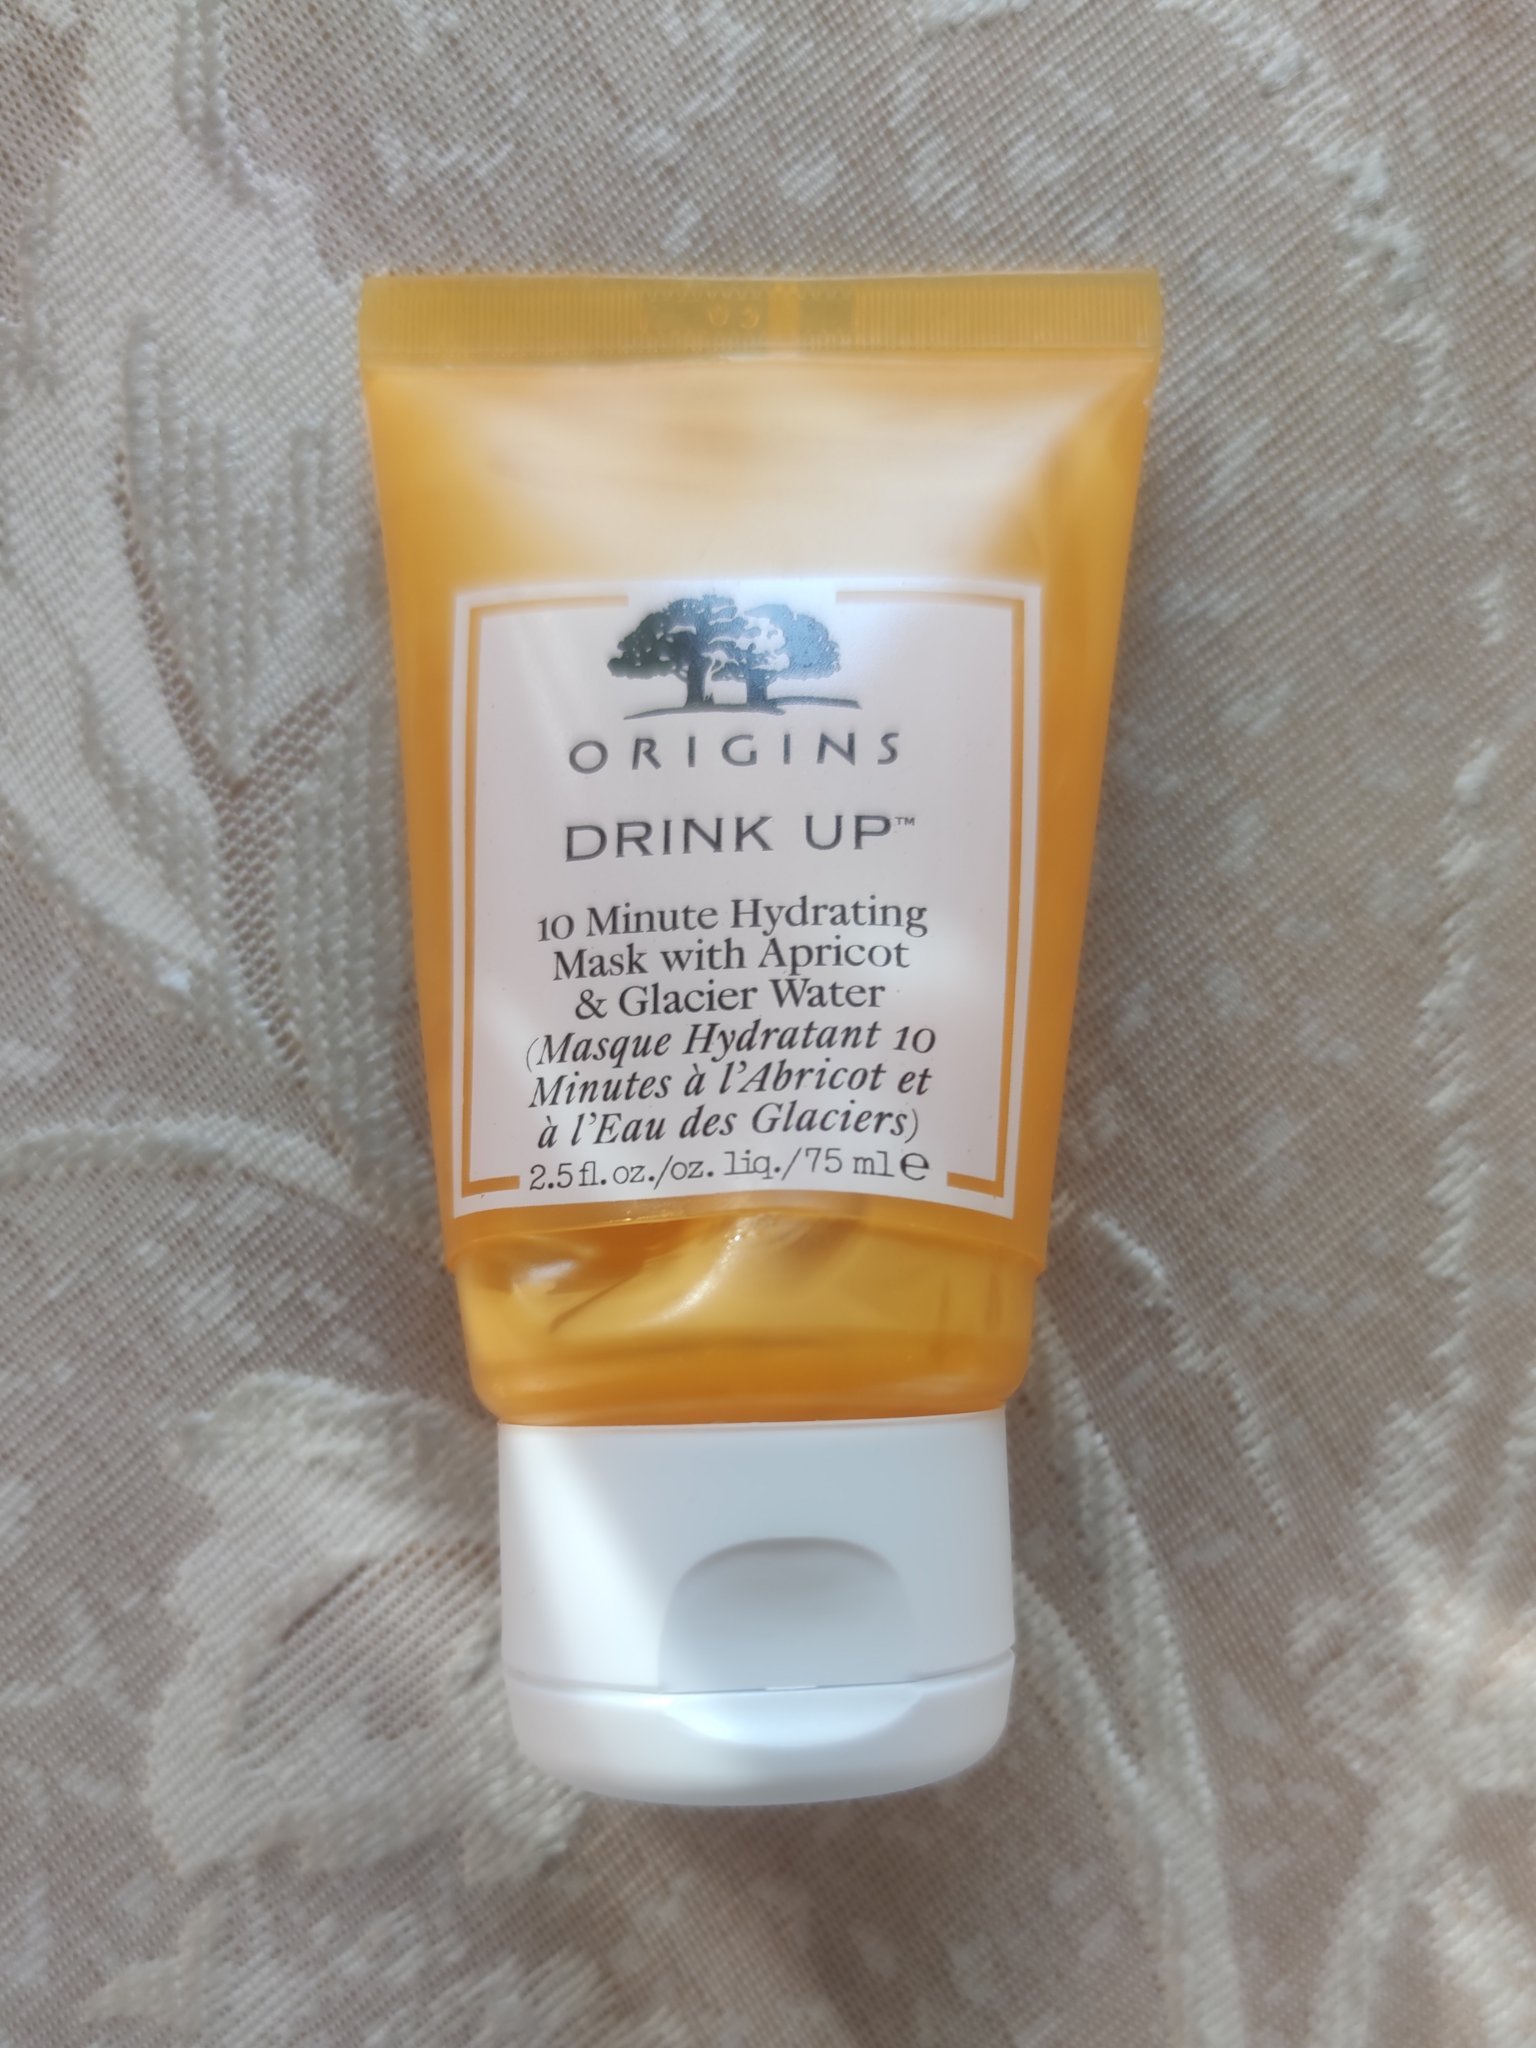 ORIGINS
DRINK UP™
10 Minute Hydrating
Mask with Apricot
& Glacier Water
(Masque Hydratant 10
Minutes à l'Abricot et
à l'Eau des Glaciers)
2.5 fl. oz./oz. liq./75 ml e